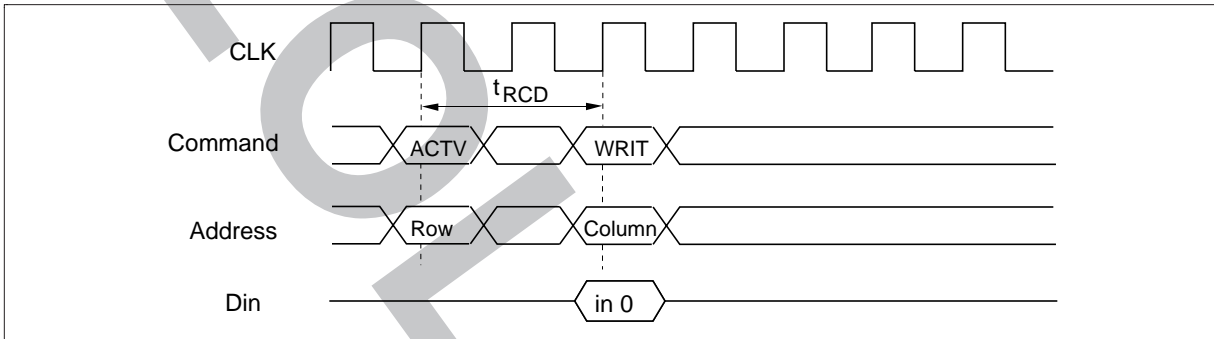 CLK
tRCD
Command ACTV WRIT
Address Row Column
Din in 0